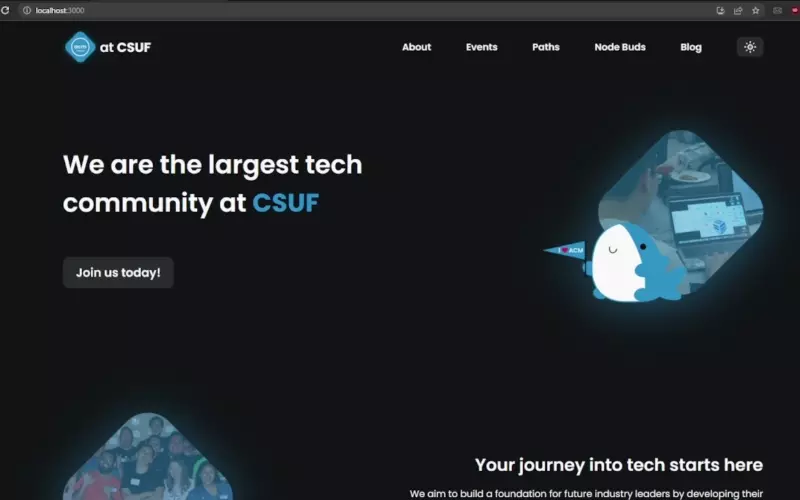 localhost:3000
acm
at CSUF
About
Events
Paths
Node Buds
Blog
We are the largest tech
community at CSUF
Join us today!
I ❤ ACM
Your journey into tech starts here
We aim to build a foundation for future industry leaders by developing their